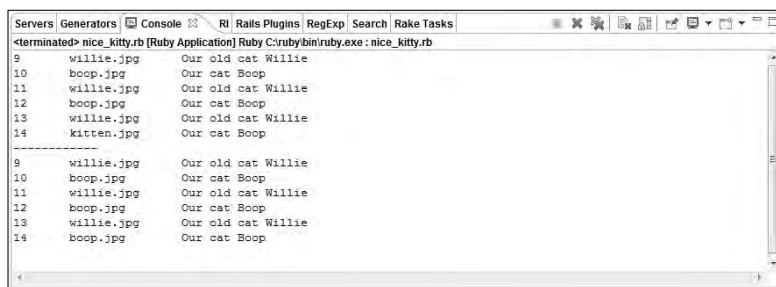 Servers Generators Console RI Rails Plugins RegExp Search Rake Tasks
<terminated> nice_kitty.rb [Ruby Application] Ruby C:\ruby\bin\ruby.exe : nice_kitty.rb
9 willie.jpg Our old cat Willie
10 boop.jpg Our cat Boop
11 willie.jpg Our old cat Willie
12 boop.jpg Our cat Boop
13 willie.jpg Our old cat Willie
14 kitten.jpg Our cat Boop
-------------
9 willie.jpg Our old cat Willie
10 boop.jpg Our cat Boop
11 willie.jpg Our old cat Willie
12 boop.jpg Our cat Boop
13 willie.jpg Our old cat Willie
14 boop.jpg Our cat Boop